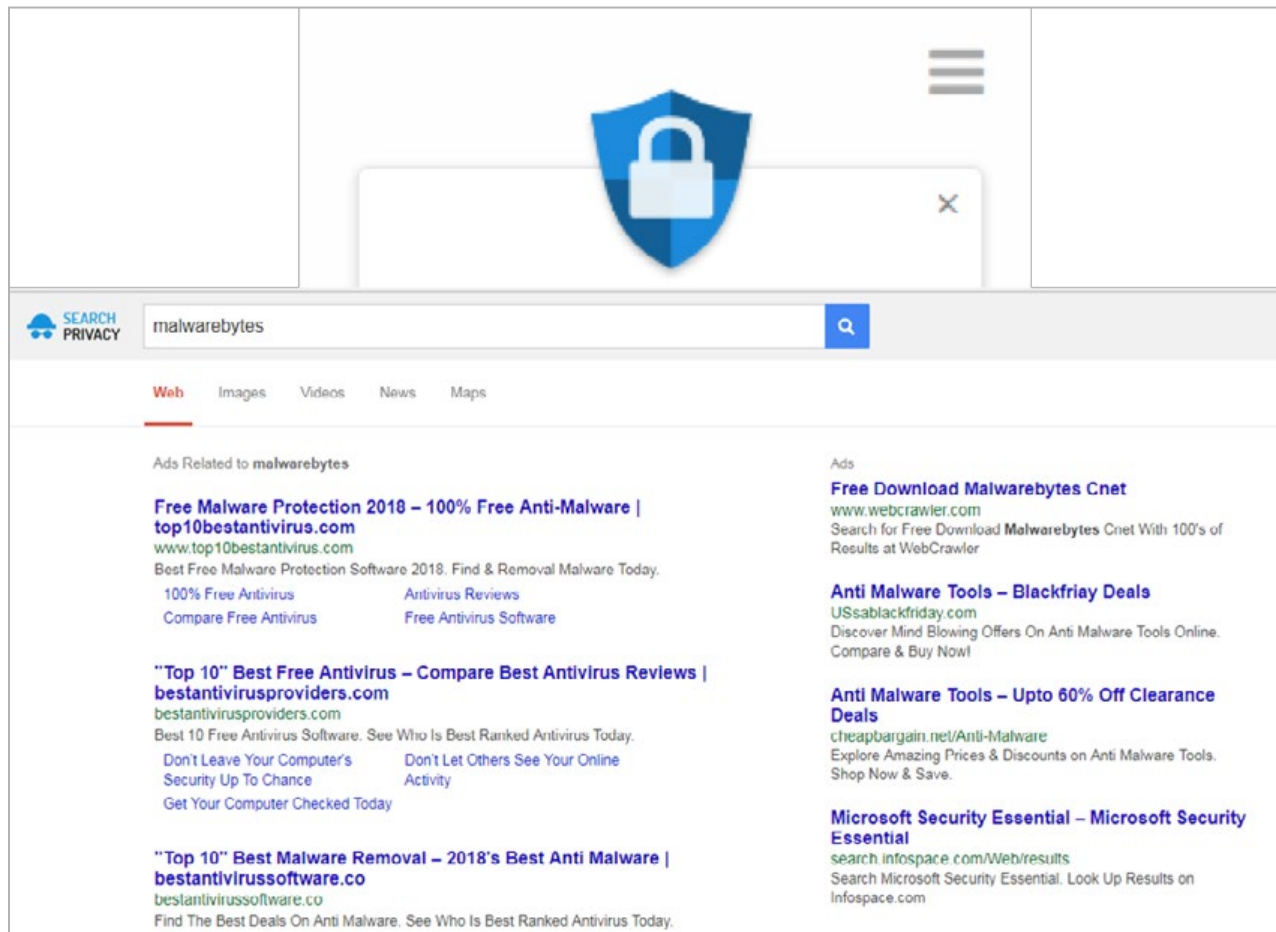 SEARCH
PRIVACY
malwarebytes
Web Images Videos News Maps
Ads Related to malwarebytes
Free Malware Protection 2018 – 100% Free Anti-Malware |
top10bestantivirus.com
www.top10bestantivirus.com
Best Free Malware Protection Software 2018. Find & Removal Malware Today.
100% Free Antivirus Antivirus Reviews
Compare Free Antivirus Free Antivirus Software
"Top 10" Best Free Antivirus – Compare Best Antivirus Reviews |
bestantivirusproviders.com
bestantivirusproviders.com
Best 10 Free Antivirus Software. See Who Is Best Ranked Antivirus Today.
Don't Leave Your Computer's Don't Let Others See Your Online
Security Up To Chance Activity
Get Your Computer Checked Today
"Top 10" Best Malware Removal – 2018's Best Anti Malware |
bestantivirussoftware.co
bestantivirussoftware.co
Find The Best Deals On Anti Malware. See Who Is Best Ranked Antivirus Today.
Ads
Free Download Malwarebytes Cnet
www.webcrawler.com
Search for Free Download Malwarebytes Cnet With 100's of
Results at WebCrawler
Anti Malware Tools – Blackfriay Deals
USsablackfriday.com
Discover Mind Blowing Offers On Anti Malware Tools Online.
Compare & Buy Now!
Anti Malware Tools – Upto 60% Off Clearance
Deals
cheapbargain.net/Anti-Malware
Explore Amazing Prices & Discounts on Anti Malware Tools.
Shop Now & Save.
Microsoft Security Essential – Microsoft Security
Essential
search.infospace.com/Web/results
Search Microsoft Security Essential. Look Up Results on
Infospace.com